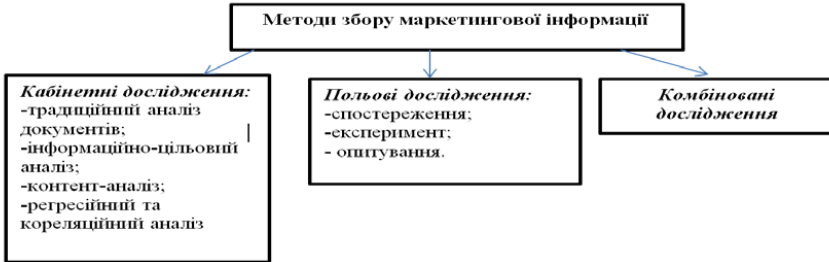 Методи збору маркетингової інформації
Кабінетні дослідження:
-традиційний аналіз
документів;
-інформаційно-цільовий
аналіз;
-контент-аналіз;
-регресійний та
кореляційний аналіз
Польові дослідження:
-спостереження;
-експеримент;
- опитування.
Комбіновані
дослідження